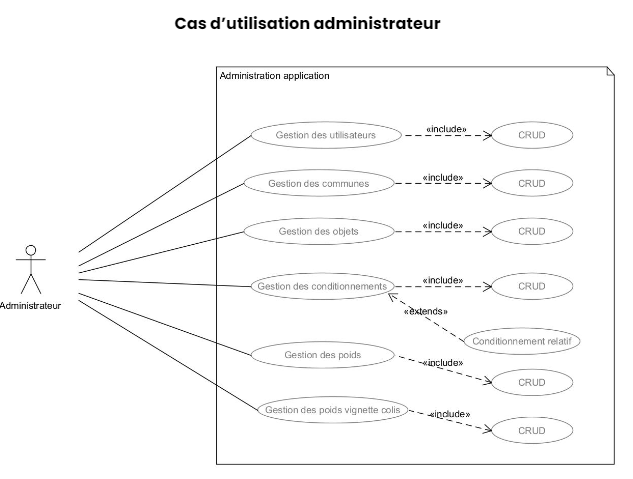 Cas d'utilisation administrateur
Administration application
Gestion des utilisateurs
«include»
CRUD
Gestion des communes
«include»
CRUD
Gestion des objets
«include»
CRUD
Administrateur
Gestion des conditionnements
«include»
CRUD
«extends»
Conditionnement relatif
Gestion des poids
«include»
CRUD
Gestion des poids vignette colis
«include»
CRUD